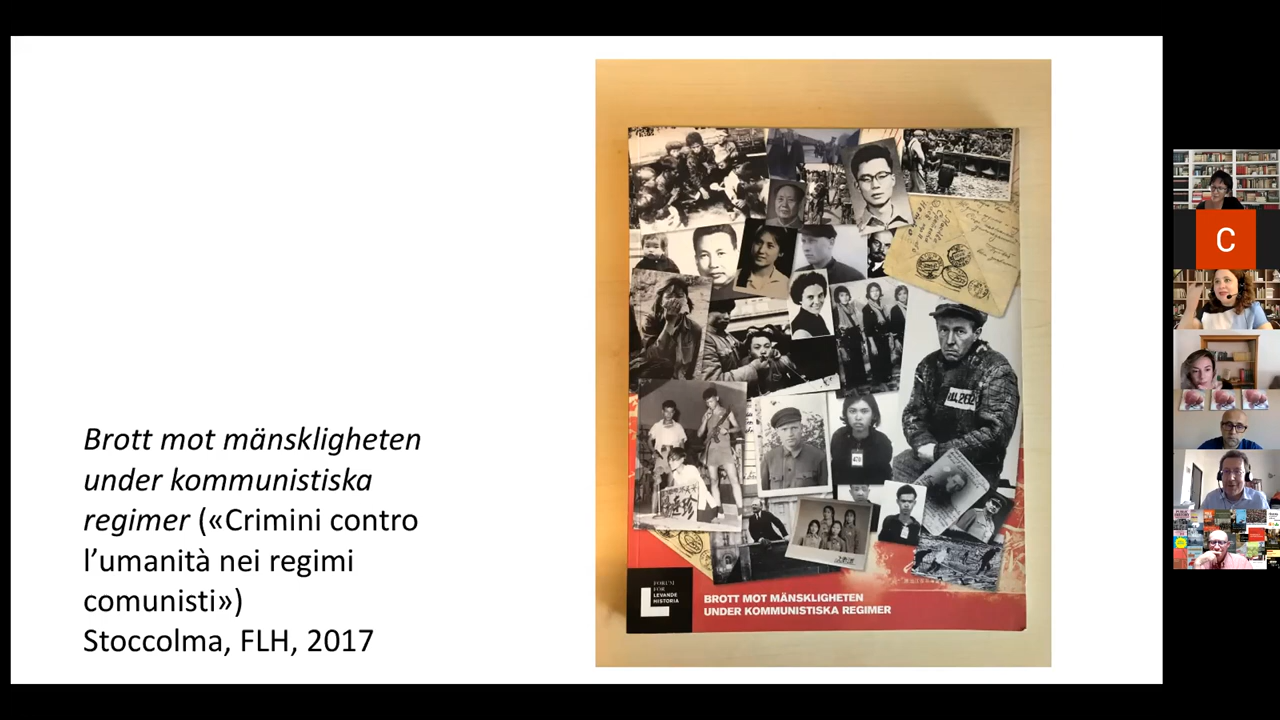 Brott mot mänskligheten
under kommunistiska
regimer («Crimini contro
l’umanità nei regimi
comunisti»)
Stoccolma, FLH, 2017
FORUM
FÖR
LEVANDE
HISTORIA
BROTT MOT MÄNSKLIGHETEN
UNDER KOMMUNISTISKA REGIMER
C